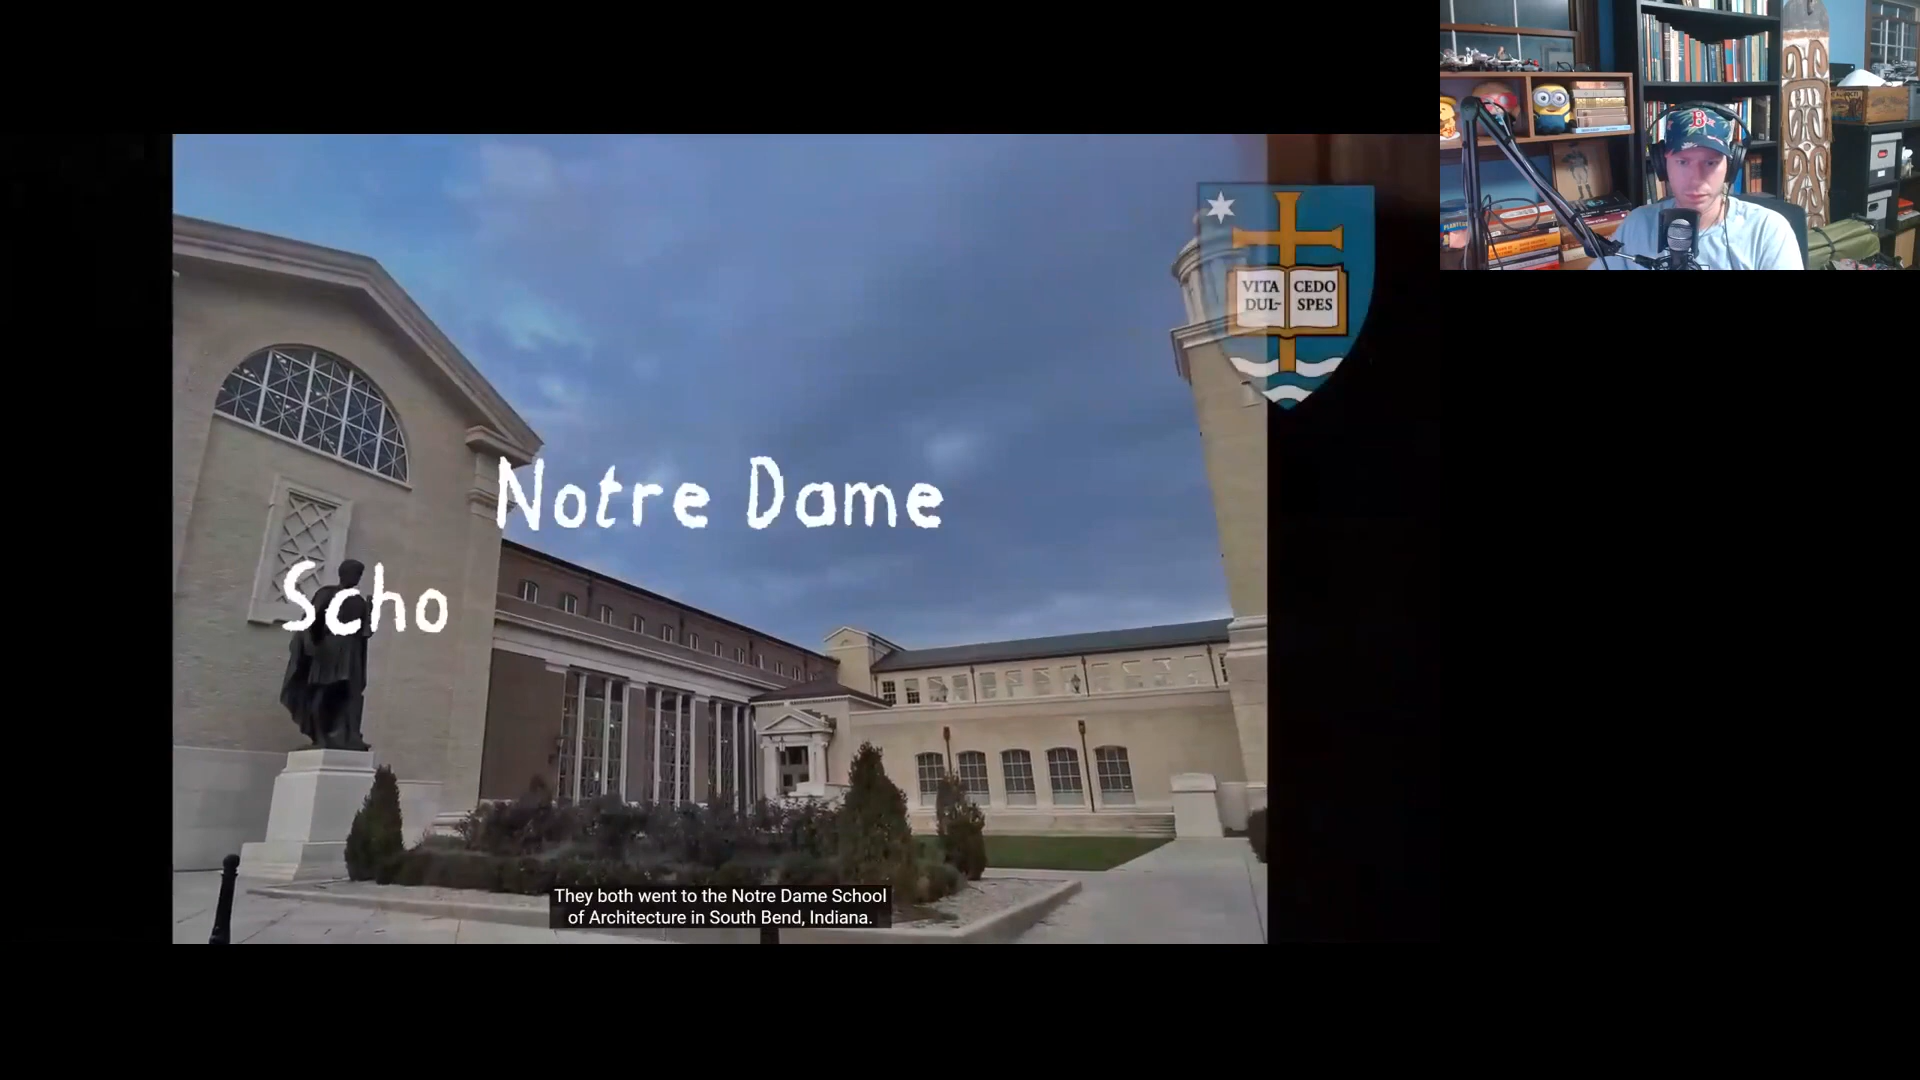 VITA CEDO
DUL~ SPES
Notre Dame
Scho
They both went to the Notre Dame School
of Architecture in South Bend, Indiana.
B